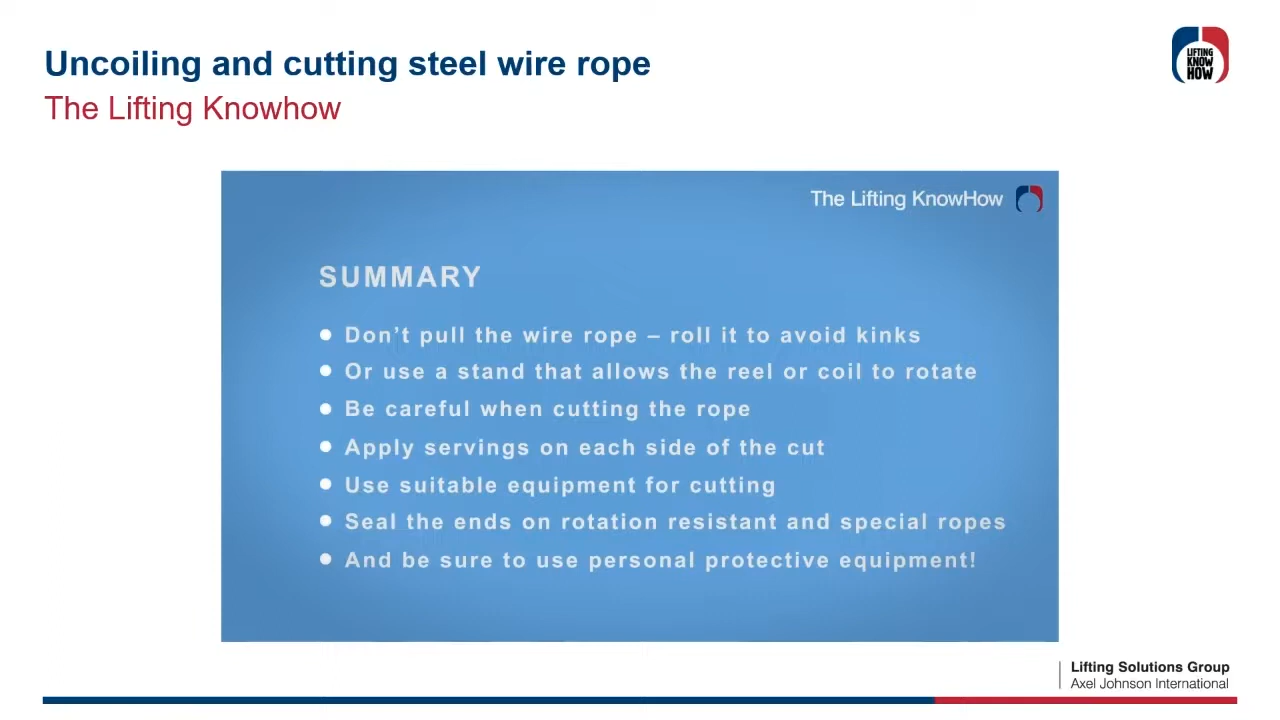 Uncoiling and cutting steel wire rope
The Lifting Knowhow
LIFTING
KNOW
HOW
The Lifting KnowHow
SUMMARY
Don’t pull the wire rope – roll it to avoid kinks
Or use a stand that allows the reel or coil to rotate
Be careful when cutting the rope
Apply servings on each side of the cut
Use suitable equipment for cutting
Seal the ends on rotation resistant and special ropes
And be sure to use personal protective equipment!
Lifting Solutions Group
Axel Johnson International